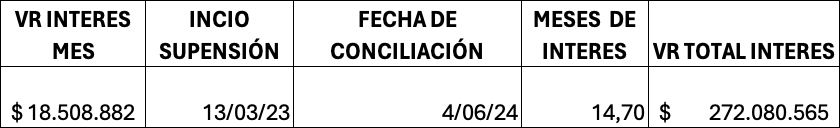 VR INTERES MES | INCIO SUPENSIÓN | FECHA DE CONCILIACIÓN | MESES DE INTERES | VR TOTAL INTERES
$ 18.508.882 | 13/03/23 | 4/06/24 | 14,70 | $ 272.080.565